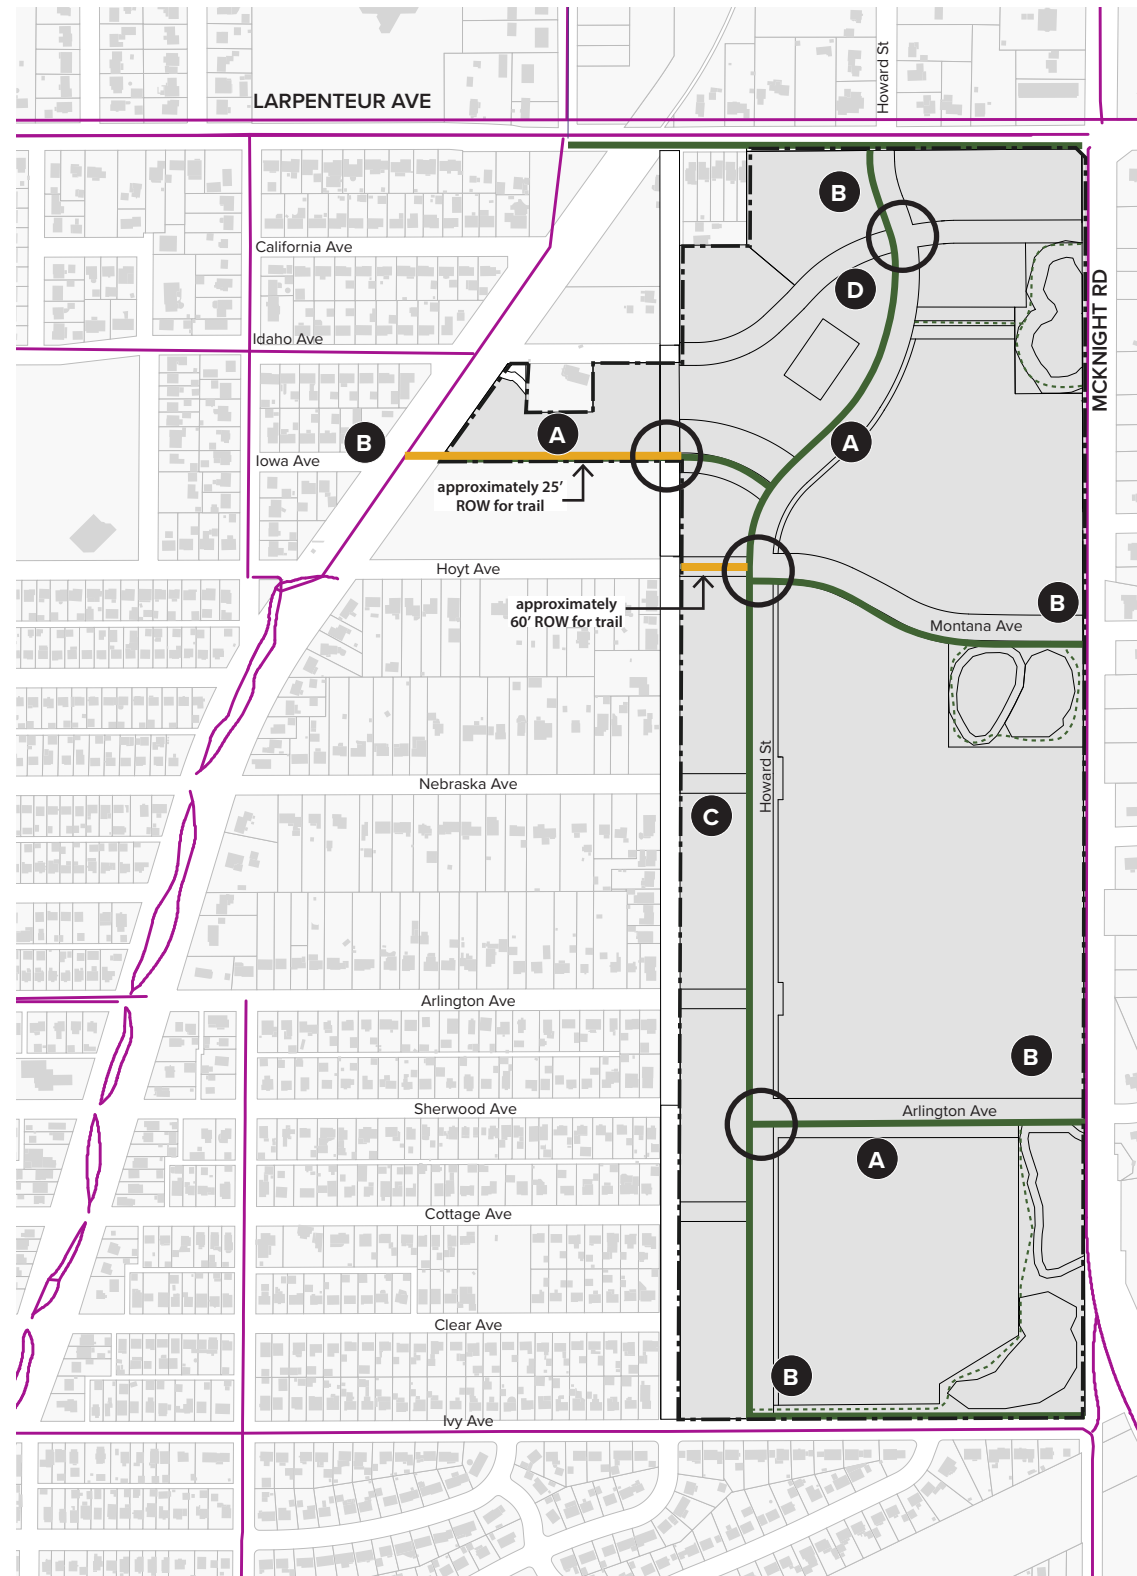 Howard St
LARPENTEUR AVE
B
California Ave
D
MCKNIGHT RD
Idaho Ave
A
B
A
Iowa Ave
approximately 25’
ROW for trail
Hoyt Ave
approximately
60’ ROW for trail
B
Montana Ave
Howard St
Nebraska Ave
C
Arlington Ave
B
Sherwood Ave
Arlington Ave
A
Cottage Ave
Clear Ave
B
Ivy Ave